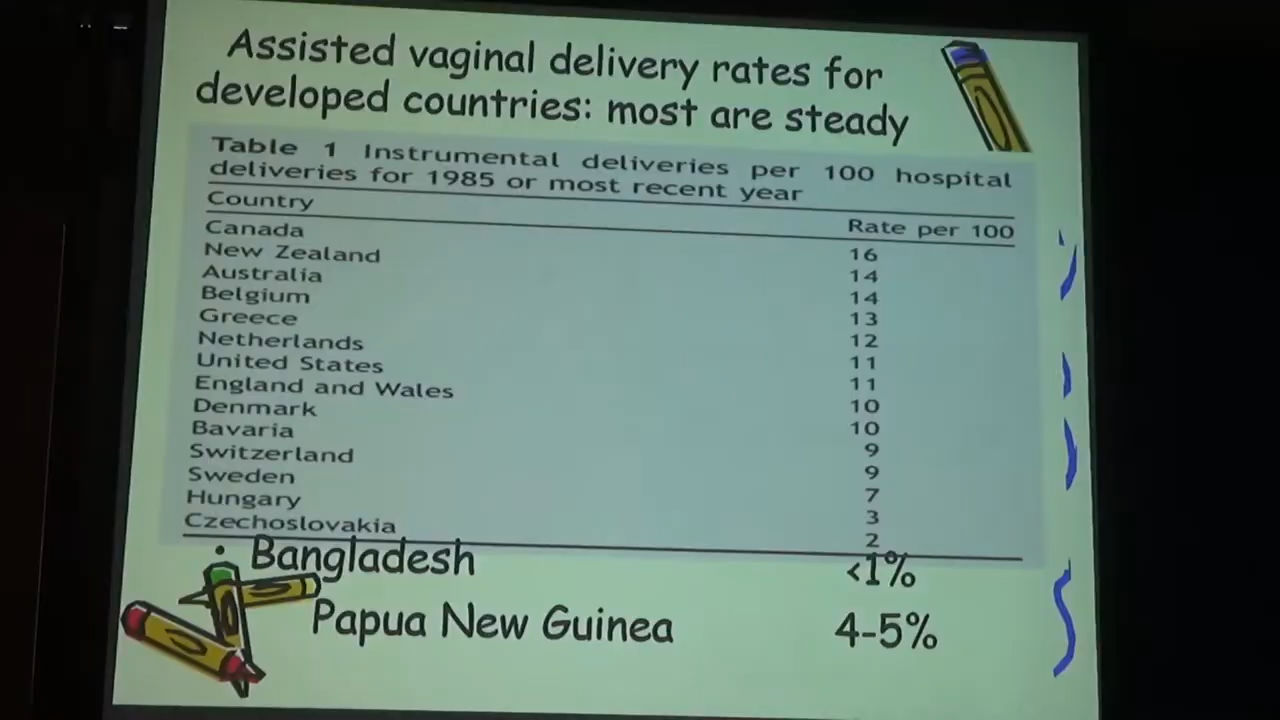 Assisted vaginal delivery rates for
developed countries: most are steady
Table 1 Instrumental deliveries per 100 hospital
deliveries for 1985 or most recent year
Country Rate per 100
Canada 16
New Zealand 14
Australia 14
Belgium 13
Greece 12
Netherlands 11
United States 11
England and Wales 10
Denmark 10
Bavaria 9
Switzerland 9
Sweden 7
Hungary 3
Czechoslovakia 2
• Bangladesh <1%
Papua New Guinea 4-5%